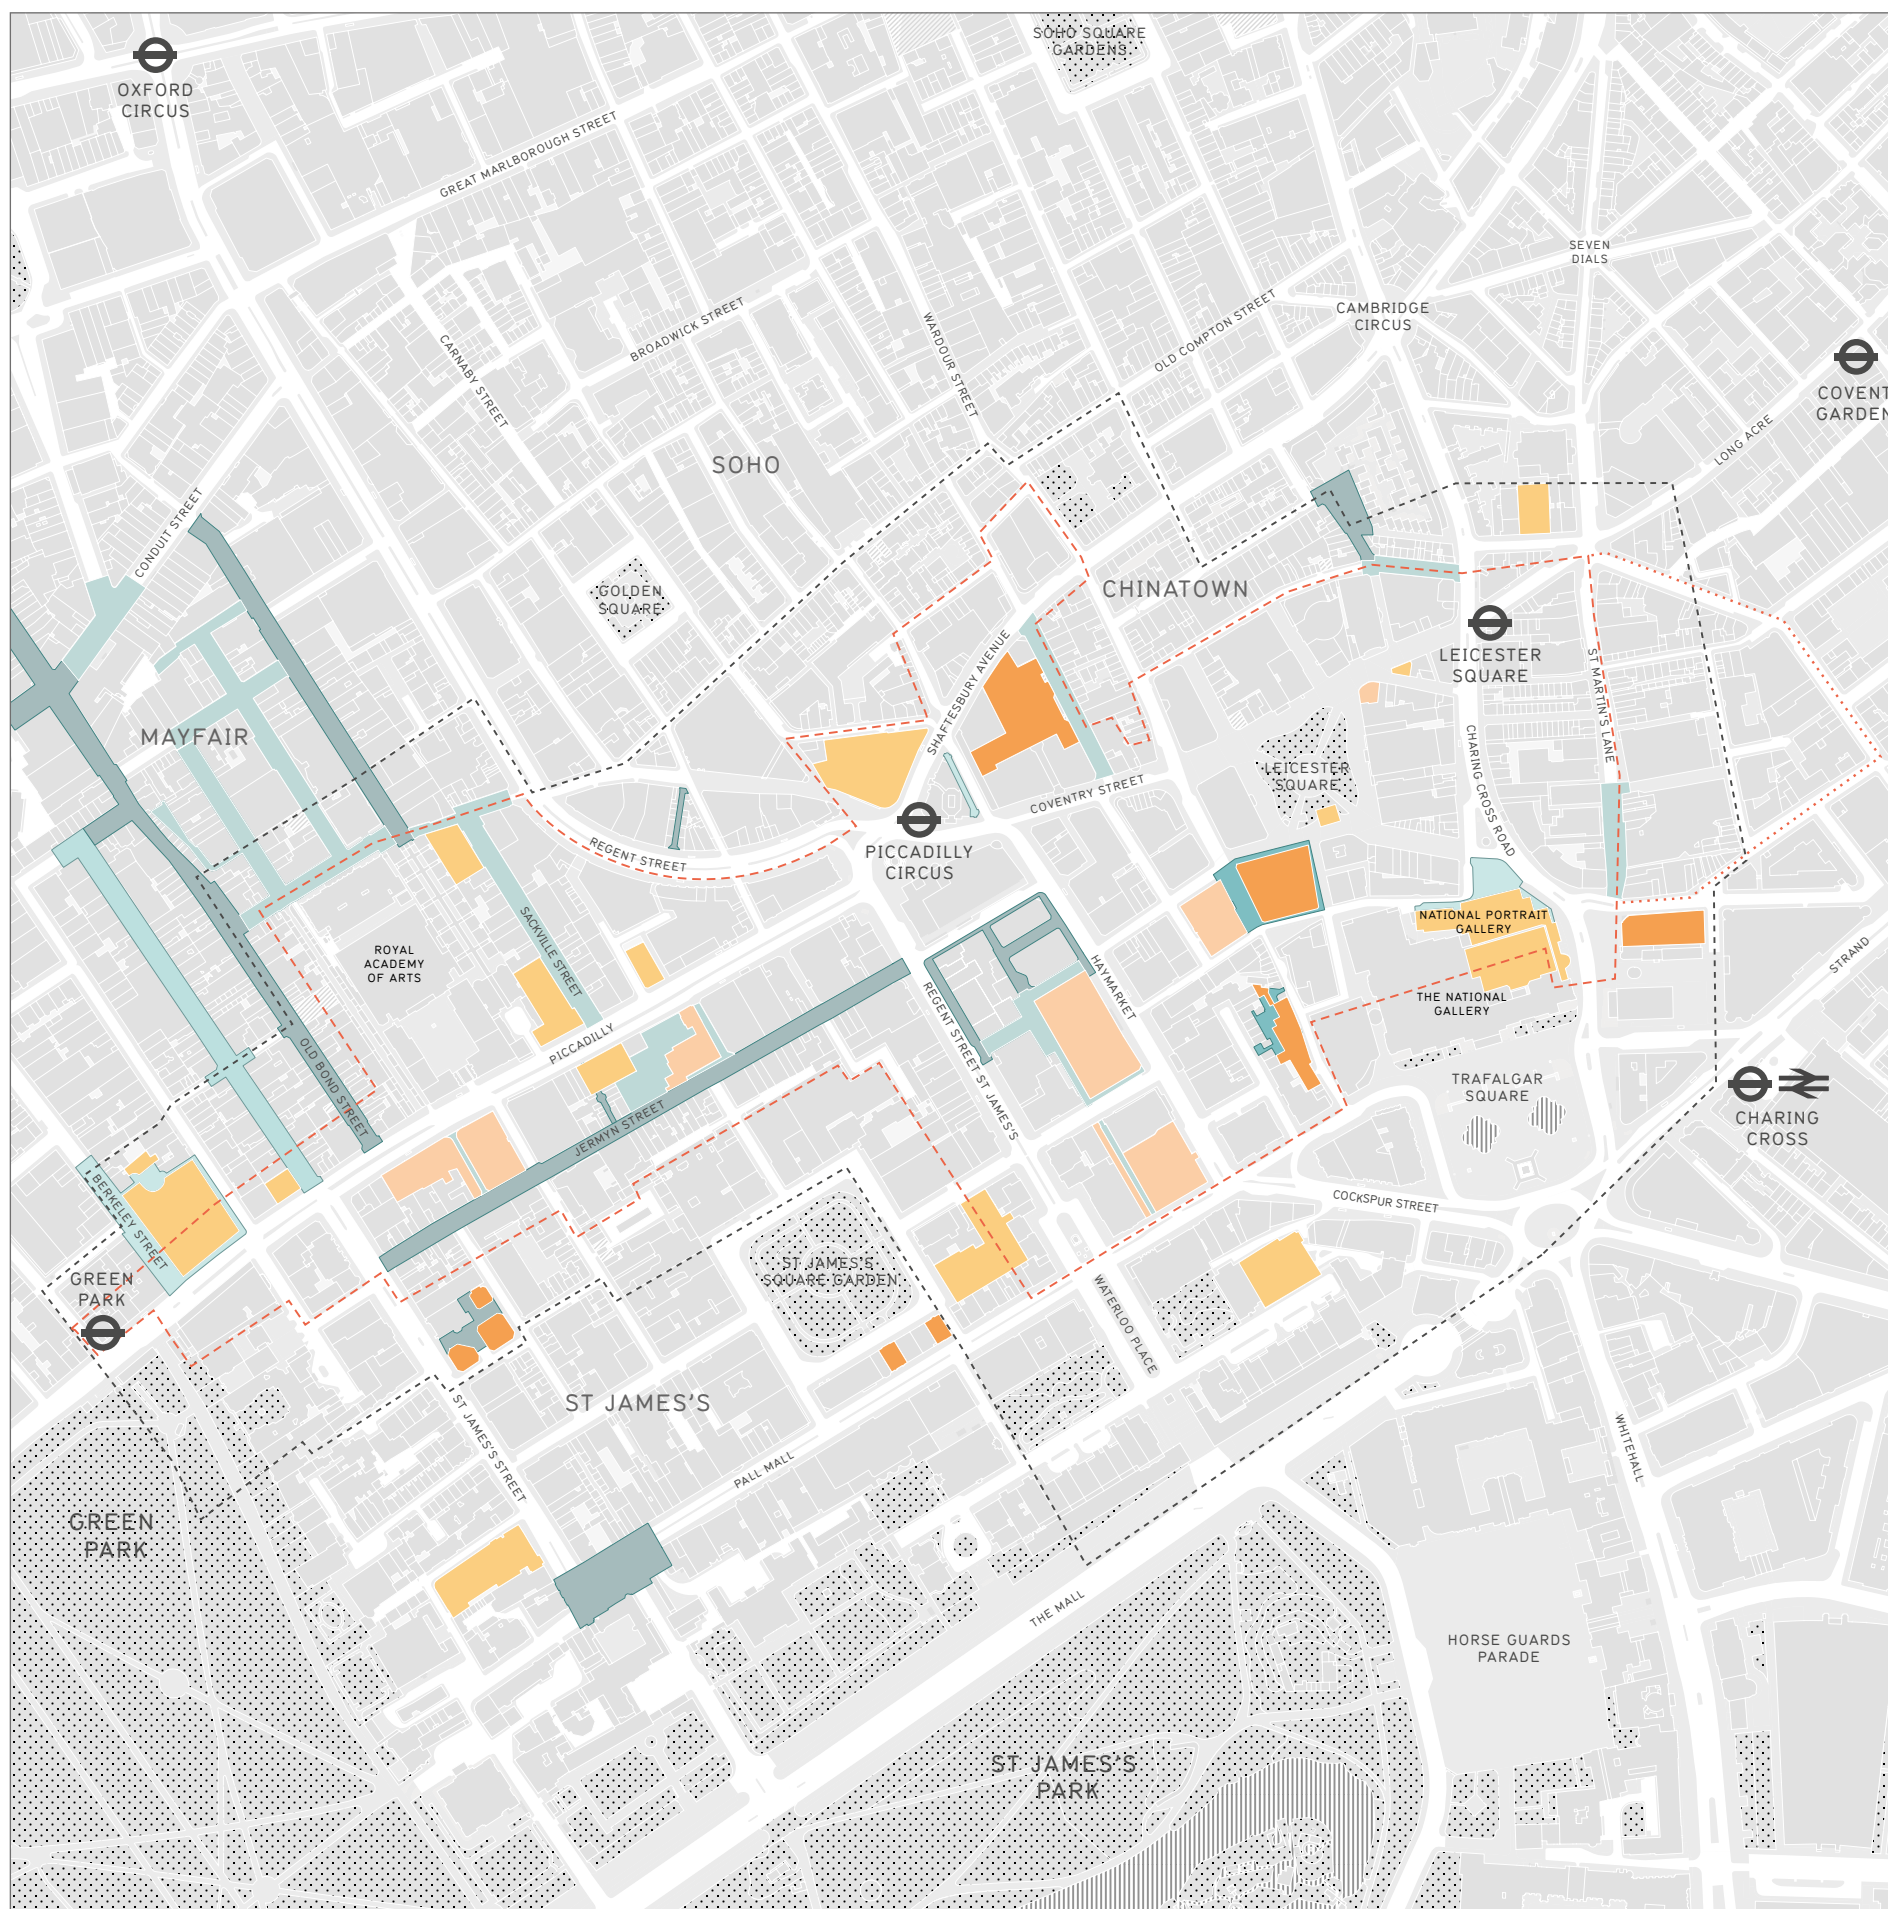 SOHO SQUARE
GARDENS
OXFORD
CIRCUS
GREAT MARLBOROUGH STREET
SEVEN
DIALS
CAMBRIDGE
CIRCUS
BROADWICK STREET
WARDOUR STREET
OLD COMPTON STREET
CARNABY STREET
COVENT
GARDEN
LONG ACRE
SOHO
CONDUIT STREET
GOLDEN
SQUARE
CHINATOWN
LEICESTER
SQUARE
ST MARTIN'S LANE
SHAFTESBURY AVENUE
MAYFAIR
CHARING CROSS ROAD
LEICESTER
SQUARE
COVENTRY STREET
REGENT STREET
PICCADILLY
CIRCUS
NATIONAL PORTRAIT
GALLERY
SACKVILLE STREET
ROYAL
ACADEMY
OF ARTS
STRAND
HAYMARKET
THE NATIONAL
GALLERY
REGENT STREET ST JAMES'S
PICCADILLY
OLD BOND STREET
TRAFALGAR
SQUARE
CHARING
CROSS
JERMYN STREET
BERKELEY STREET
COCKSPUR STREET
GREEN
PARK
ST JAMES'S
SQUARE GARDEN
WATERLOO PLACE
ST JAMES'S
ST JAMES'S STREET
PALL MALL
WHITEHALL
GREEN
PARK
THE MALL
HORSE GUARDS
PARADE
ST JAMES'S
PARK